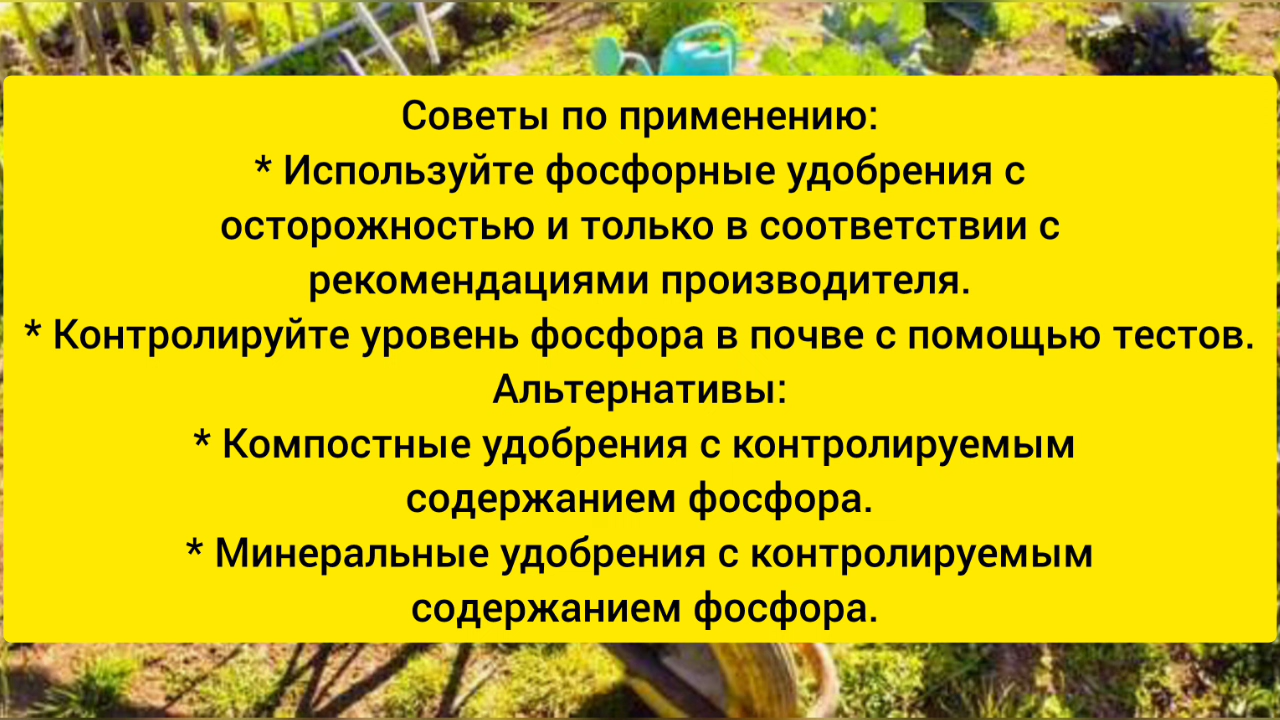 Советы по применению:
* Используйте фосфорные удобрения с
осторожностью и только в соответствии с
рекомендациями производителя.
* Контролируйте уровень фосфора в почве с помощью тестов.
Альтернативы:
* Компостные удобрения с контролируемым
содержанием фосфора.
* Минеральные удобрения с контролируемым
содержанием фосфора.